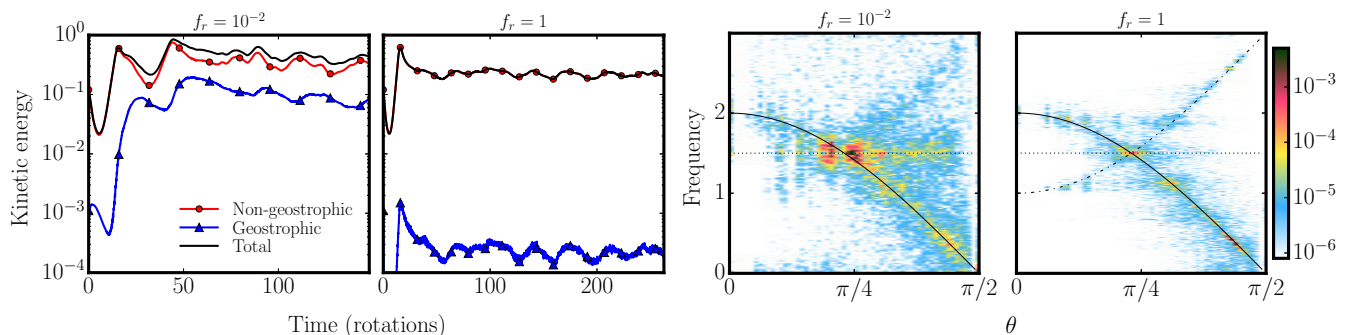 f_r = 10^{-2}
f_r = 1
f_r = 10^{-2}
f_r = 1
Kinetic energy
10^0
10^{-1}
10^{-2}
10^{-3}
10^{-4}
Non-geostrophic
Geostrophic
Total
0 50 100
0 100 200
Time (rotations)
Frequency
2
1
0
0 π/4 π/2
0 π/4 π/2
θ
10^{-3}
10^{-4}
10^{-5}
10^{-6}